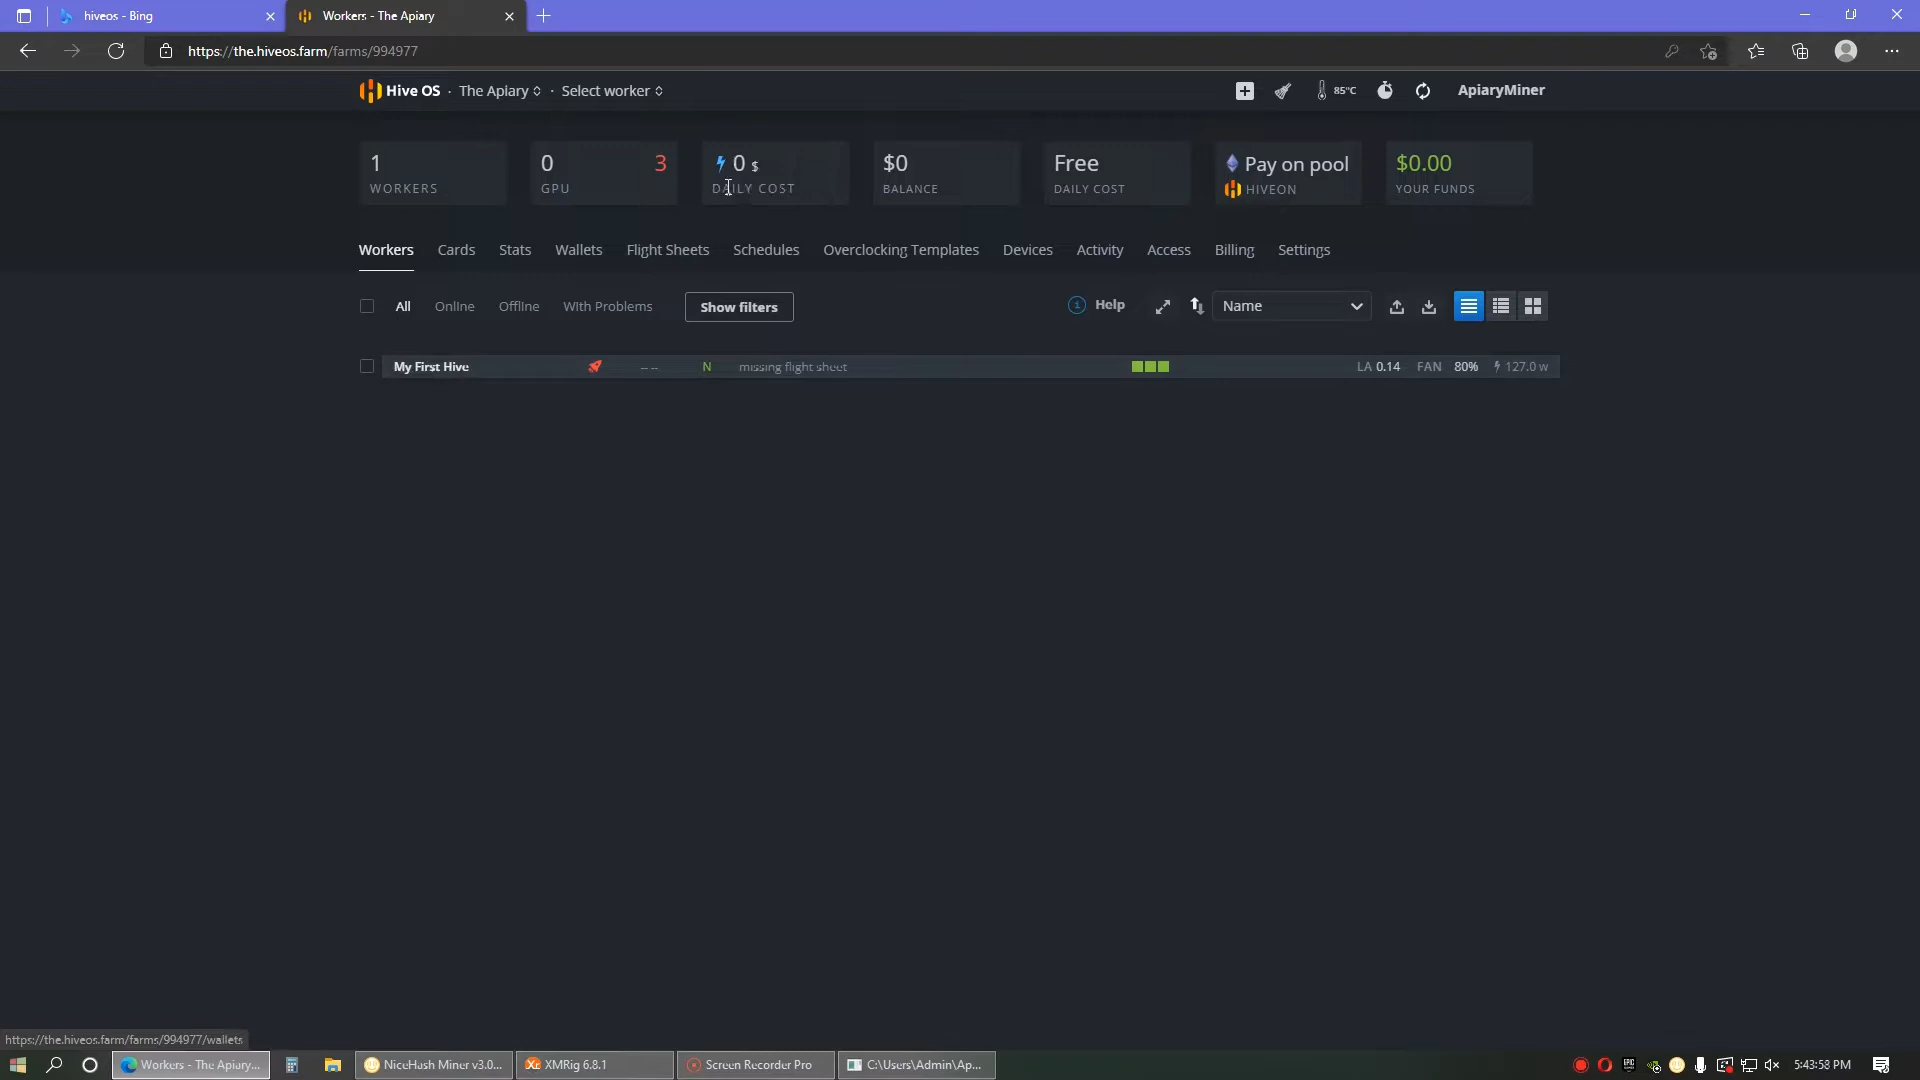 hiveos - Bing
Workers - The Apiary
https://the.hiveos.farm/farms/994977
Hive OS · The Apiary · Select worker
85°C
ApiaryMiner
1
WORKERS
0 3
GPU
0 $
DAILY COST
$0
BALANCE
Free
DAILY COST
Pay on pool
HIVEON
$0.00
YOUR FUNDS
Workers Cards Stats Wallets Flight Sheets Schedules Overclocking Templates Devices Activity Access Billing Settings
All Online Offline With Problems Show filters Help Name
My First Hive -- -- N missing flight sheet LA 0.14 FAN 80% 127.0 w
https://the.hiveos.farm/farms/994977/wallets
Workers - The Apiary... NiceHash Miner v3.0... XMRig 6.8.1 Screen Recorder Pro C:\Users\Admin\Ap... 5:43:58 PM